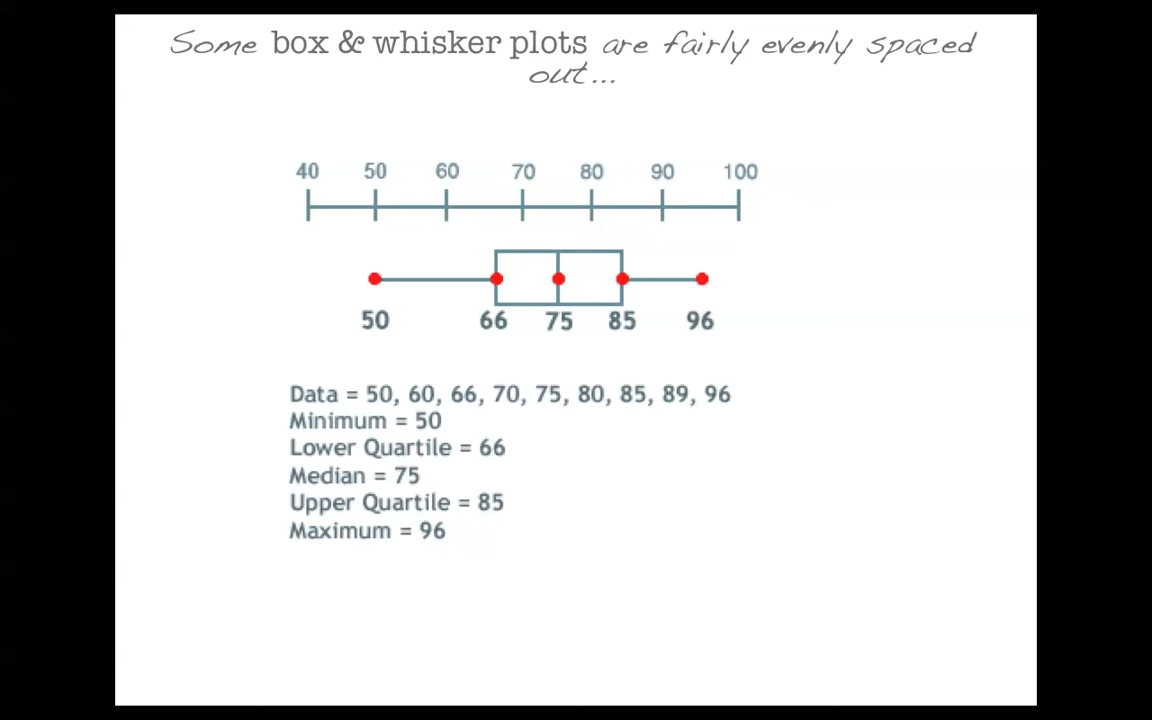 Some box & whisker plots are fairly evenly spaced
out...
40 50 60 70 80 90 100
50 66 75 85 96
Data = 50, 60, 66, 70, 75, 80, 85, 89, 96
Minimum = 50
Lower Quartile = 66
Median = 75
Upper Quartile = 85
Maximum = 96